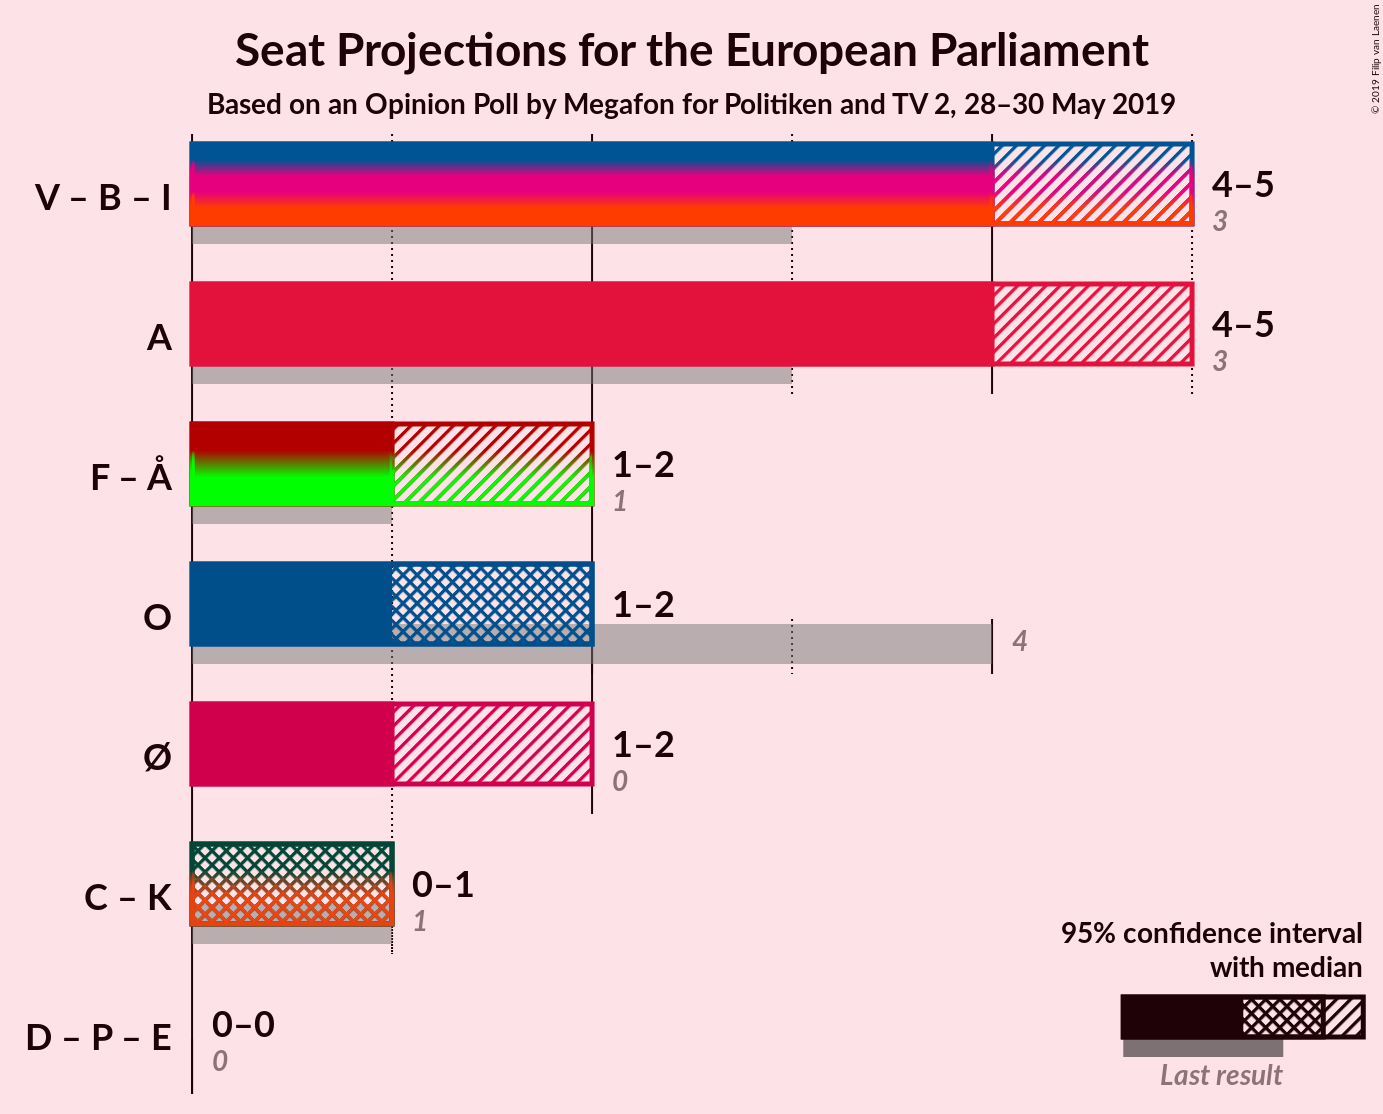 Seat Projections for the European Parliament
Based on an Opinion Poll by Megafon for Politiken and TV 2, 28–30 May 2019
© 2019 Filip van Laenen
V – B – I
4–5
3
A
4–5
3
F – Å
1–2
1
O
1–2
4
Ø
1–2
0
C – K
0–1
1
D – P – E
0–0
0
95% confidence interval
with median
Last result